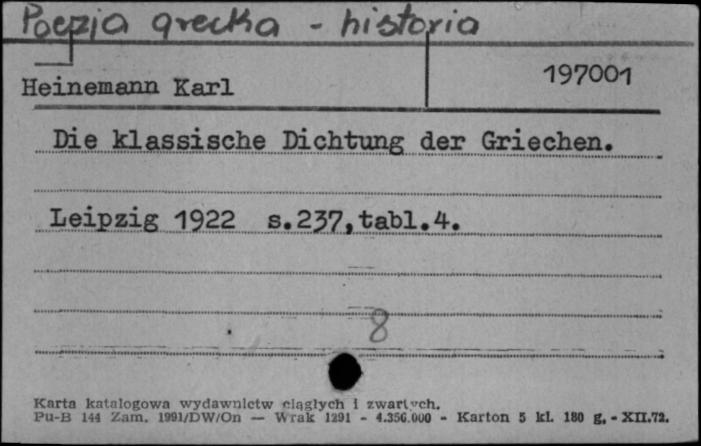 Poezja grecka - historia
197001
Heinemann Karl
Die klassische Dichtung der Griechen.
Leipzig 1922 s.237,tabl.4.
8
Karta katalogowa wydawnictw ciągłych i zwartych.
Pu-B 144 Zam. 1991/DW/On — Wrak 1291 - 4.356.000 - Karton 5 kl. 180 g. - XII.72.